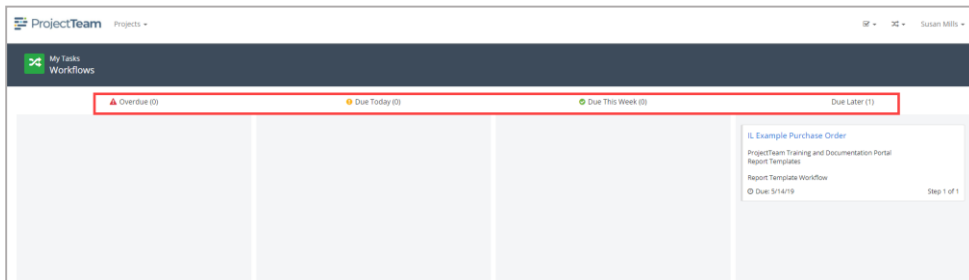 ProjectTeam Projects Susan Mills
My Tasks
Workflows
Overdue (0) Due Today (0) Due This Week (0) Due Later (1)
IL Example Purchase Order
ProjectTeam Training and Documentation Portal
Report Templates
Report Template Workflow
Due: 5/14/19 Step 1 of 1